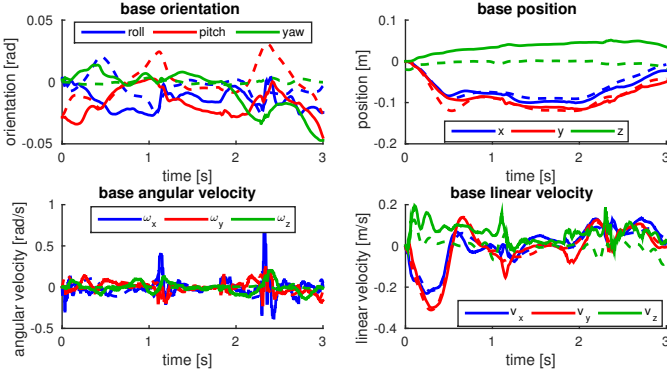 base orientation
0.05
roll pitch yaw
orientation [rad]
0
-0.05
0 1 2 3
time [s]
base position
0.1
0
position [m]
-0.1
x y z
-0.2
0 1 2 3
time [s]
base angular velocity
1
ω_x ω_y ω_z
angular velocity [rad/s]
0.5
0
-0.5
0 1 2 3
time [s]
base linear velocity
0.2
0
linear velocity [m/s]
-0.2
v_x v_y v_z
-0.4
0 1 2 3
time [s]